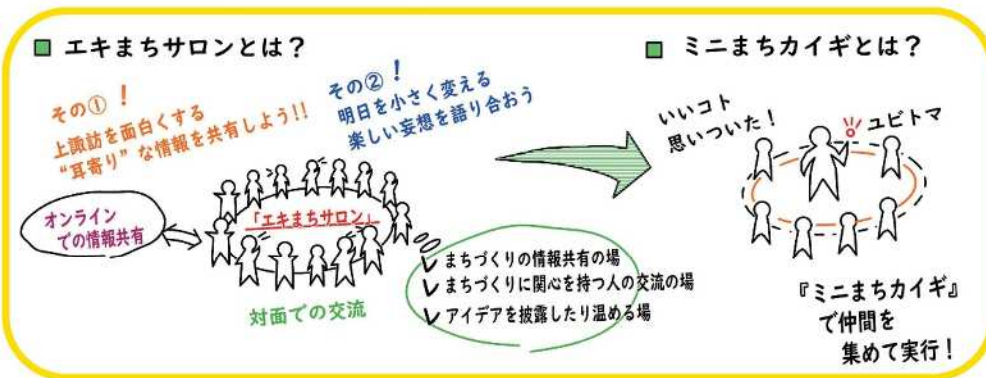 エキまちサロンとは？
その① ！
上諏訪を面白くする
“耳寄り”な情報を共有しよう!!
その② ！
明日を小さく変える
楽しい妄想を語り合おう
オンライン
での情報共有
「エキまちサロン」
対面での交流
まちづくりの情報共有の場
まちづくりに関心を持つ人の交流の場
アイデアを披露したり温める場
ミニまちカイギとは？
いいコト
思いついた！
ユビトマ
『ミニまちカイギ』
で仲間を
集めて実行！